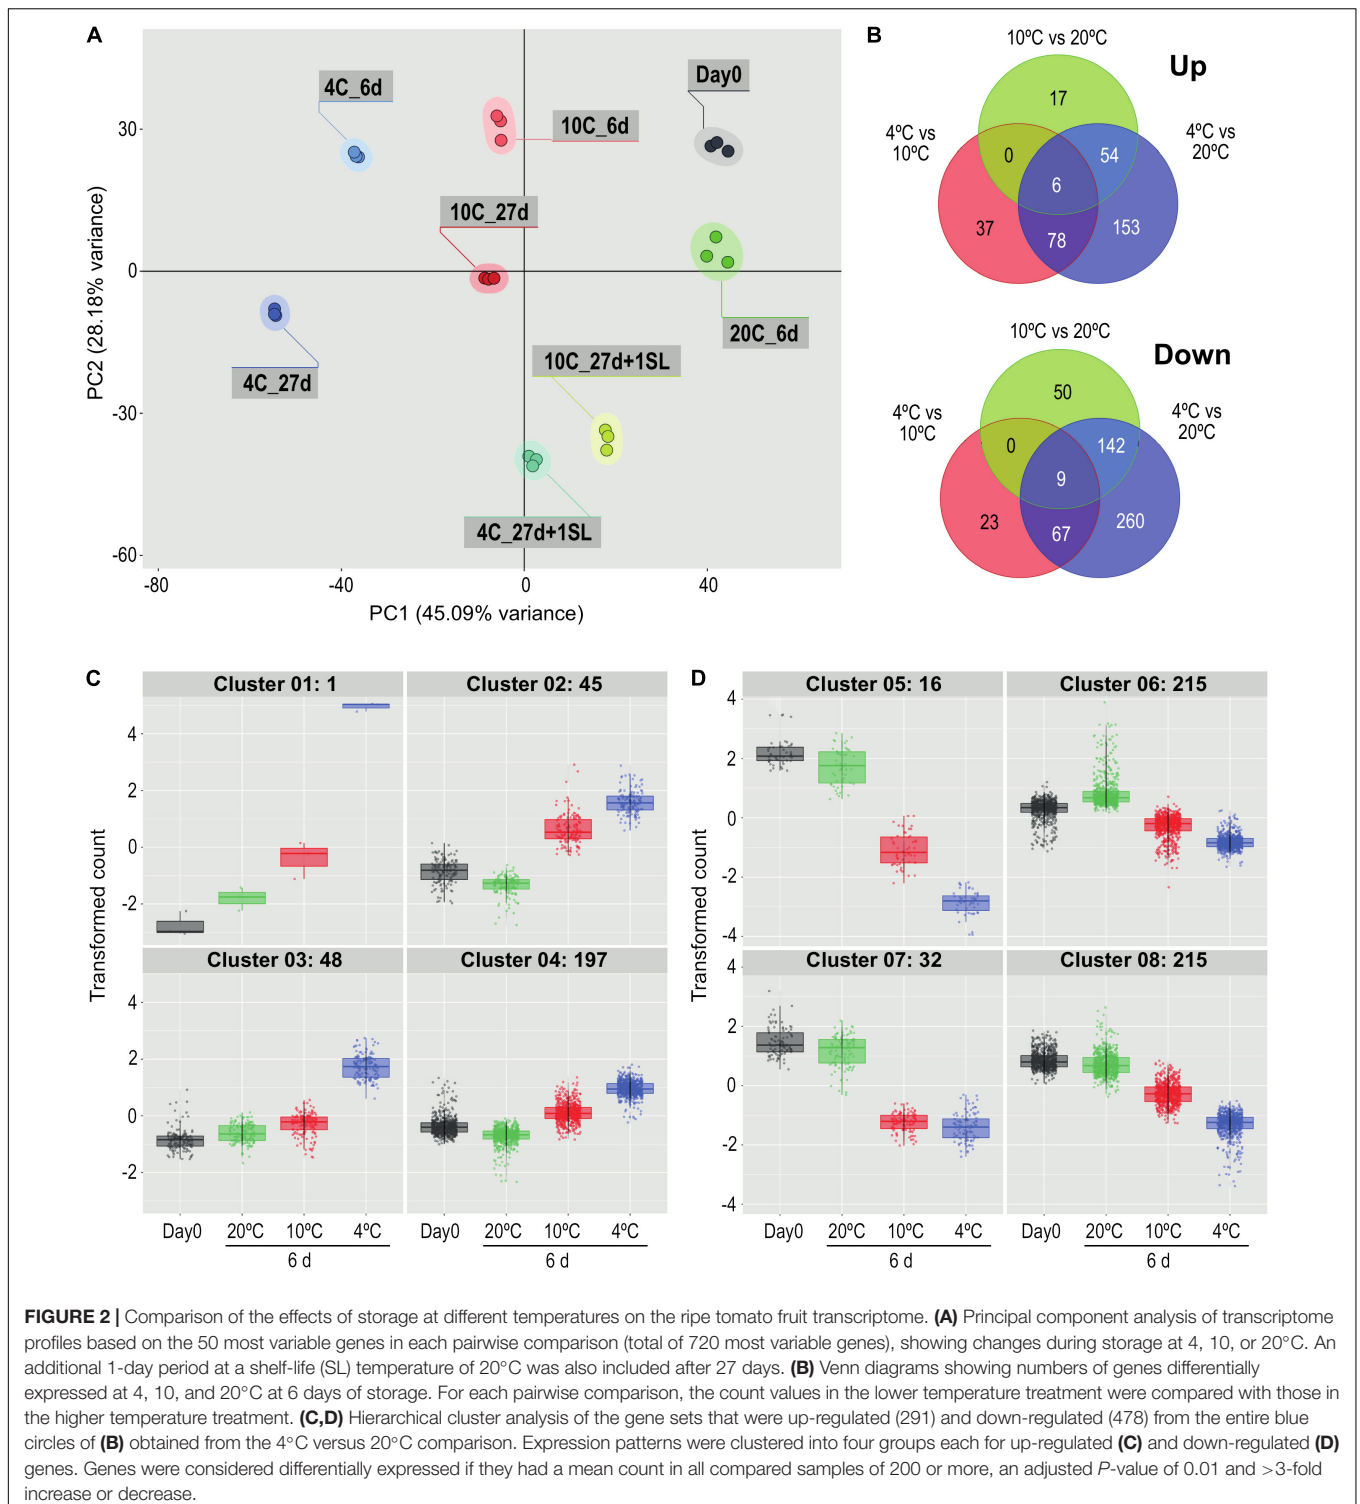 A
4C_6d
10C_6d
Day0
10C_27d
4C_27d
20C_6d
10C_27d+1SL
4C_27d+1SL
30
0
-30
-60
-80
-40
0
40
PC2 (28.18% variance)
PC1 (45.09% variance)
B
10ºC vs 20ºC
Up
4ºC vs
10ºC
4ºC vs
20ºC
17
0
54
6
37
78
153
10ºC vs 20ºC
Down
4ºC vs
10ºC
4ºC vs
20ºC
50
0
142
9
23
67
260
C
Cluster 01: 1
Cluster 02: 45
4
2
0
-2
Cluster 03: 48
Cluster 04: 197
4
2
0
-2
Transformed count
Day0
20ºC
10ºC
4ºC
6 d
Day0
20ºC
10ºC
4ºC
6 d
D
Cluster 05: 16
Cluster 06: 215
4
2
0
-2
-4
Cluster 07: 32
Cluster 08: 215
4
2
0
-2
-4
Transformed count
Day0
20ºC
10ºC
4ºC
6 d
Day0
20ºC
10ºC
4ºC
6 d
FIGURE 2 | Comparison of the effects of storage at different temperatures on the ripe tomato fruit transcriptome. (A) Principal component analysis of transcriptome
profiles based on the 50 most variable genes in each pairwise comparison (total of 720 most variable genes), showing changes during storage at 4, 10, or 20°C. An
additional 1-day period at a shelf-life (SL) temperature of 20°C was also included after 27 days. (B) Venn diagrams showing numbers of genes differentially
expressed at 4, 10, and 20°C at 6 days of storage. For each pairwise comparison, the count values in the lower temperature treatment were compared with those in
the higher temperature treatment. (C,D) Hierarchical cluster analysis of the gene sets that were up-regulated (291) and down-regulated (478) from the entire blue
circles of (B) obtained from the 4°C versus 20°C comparison. Expression patterns were clustered into four groups each for up-regulated (C) and down-regulated (D)
genes. Genes were considered differentially expressed if they had a mean count in all compared samples of 200 or more, an adjusted P-value of 0.01 and >3-fold
increase or decrease.